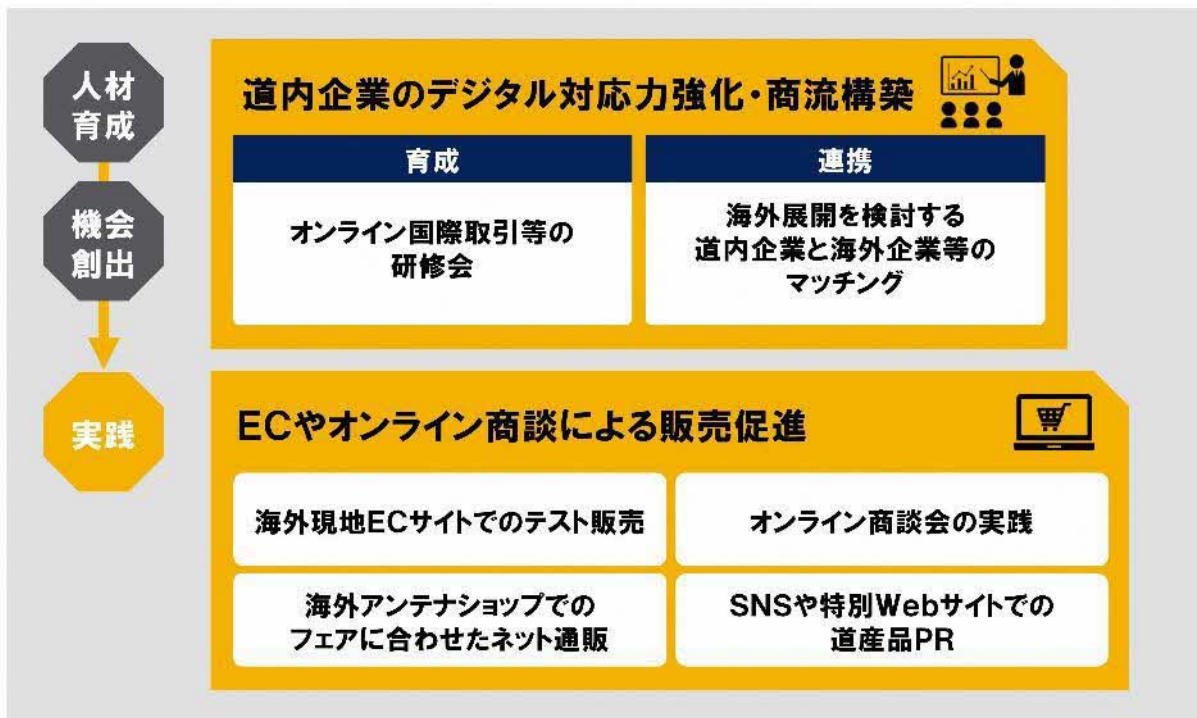 人材
育成
機会
創出
実践
道内企業のデジタル対応力強化・商流構築
育成
オンライン国際取引等の
研修会
連携
海外展開を検討する
道内企業と海外企業等の
マッチング
ECやオンライン商談による販売促進
海外現地ECサイトでのテスト販売
オンライン商談会の実践
海外アンテナショップでの
フェアに合わせたネット通販
SNSや特別Webサイトでの
道産品PR